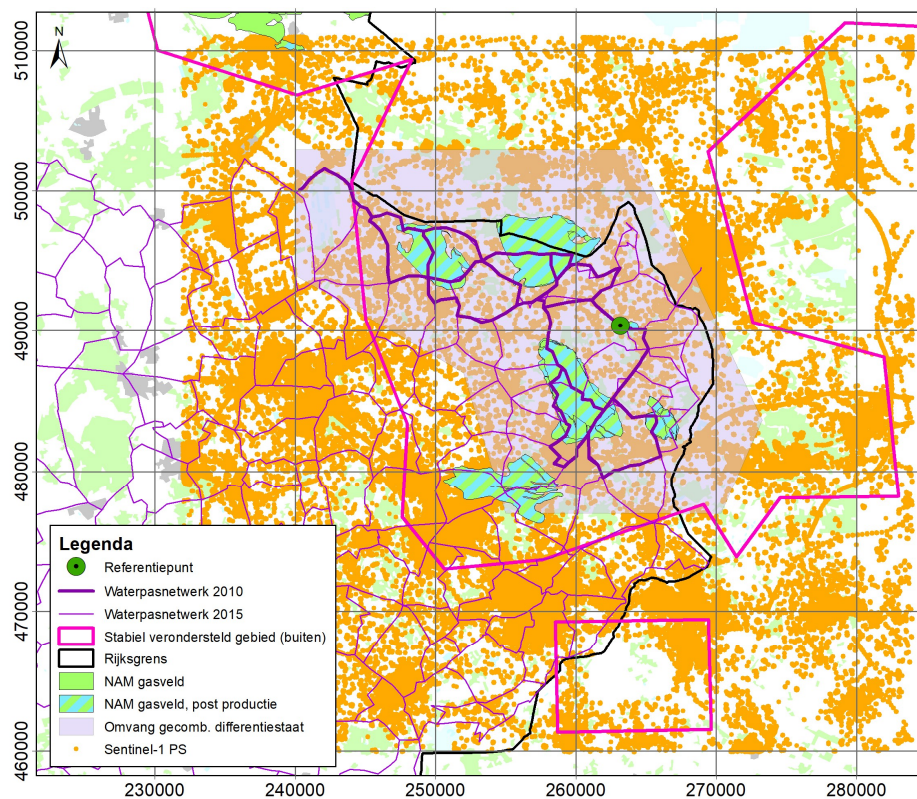 N
510000
500000
490000
480000
470000
460000
Legenda
Referentiepunt
Waterpasnetwerk 2010
Waterpasnetwerk 2015
Stabiel verondersteld gebied (buiten)
Rijksgrens
NAM gasveld
NAM gasveld, post productie
Omvang gecomb. differentiestaat
Sentinel-1 PS
230000 240000 250000 260000 270000 280000